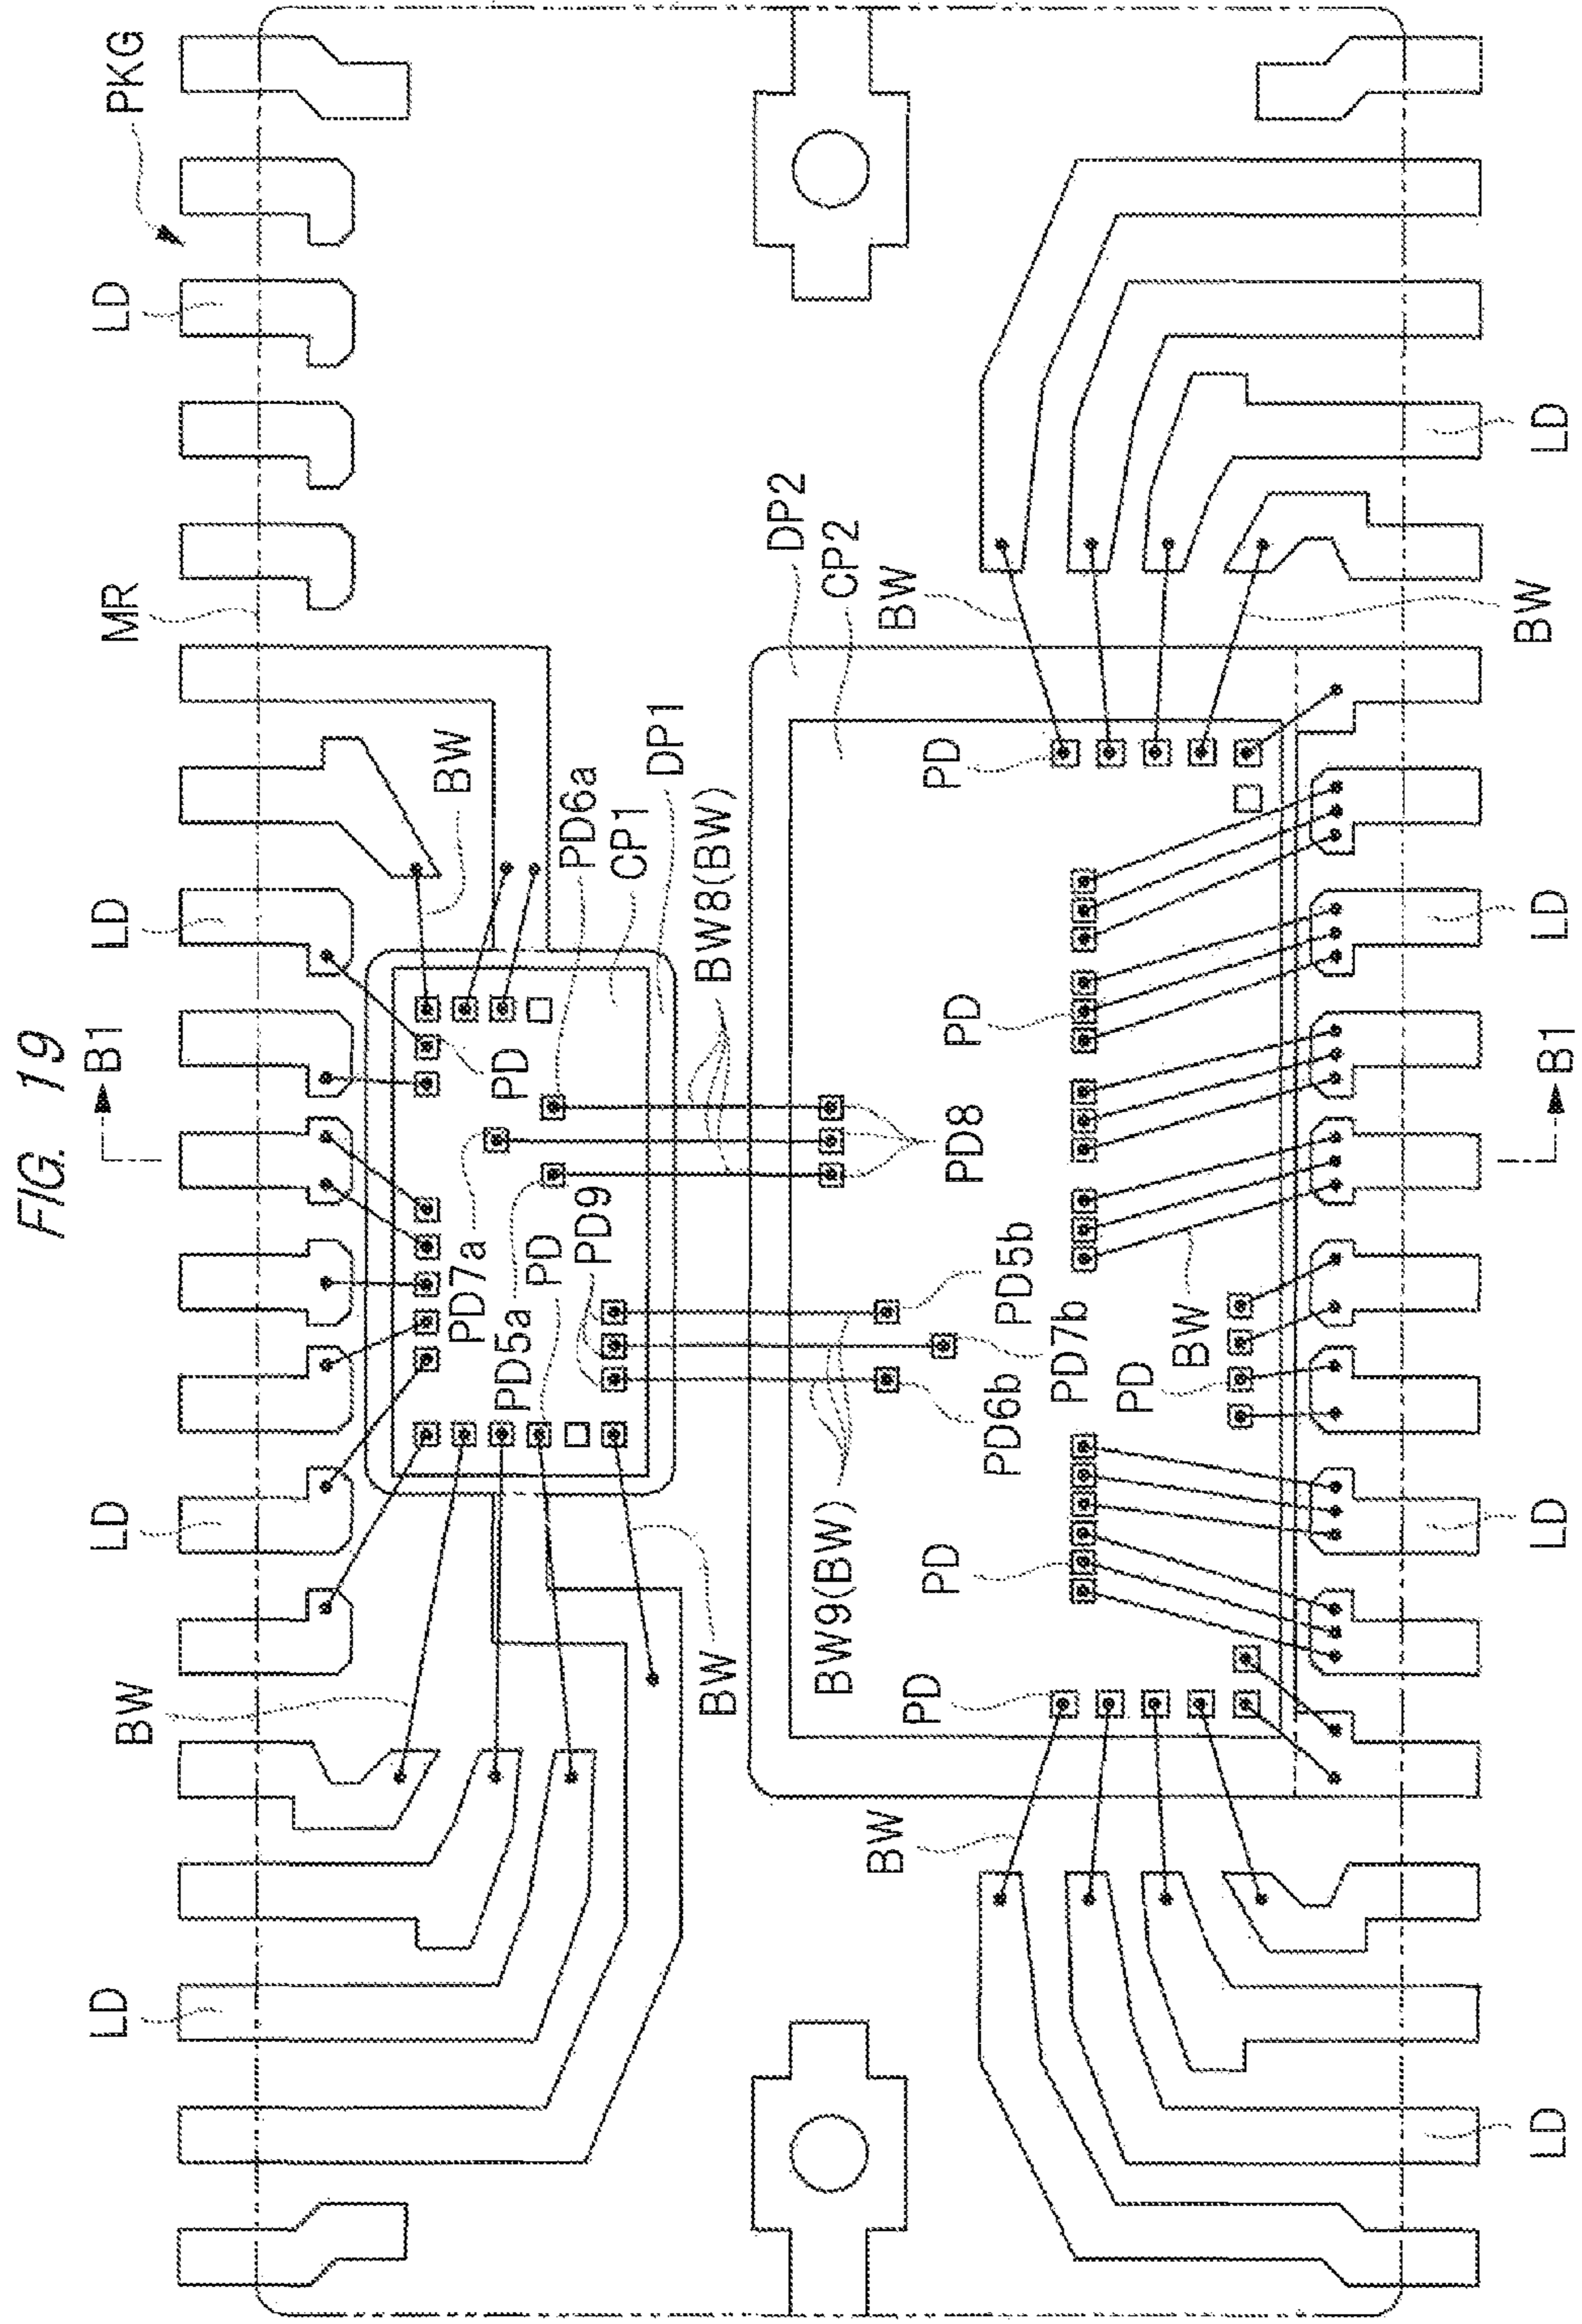 FIG. 19
LD LD B1 LD LD
BW MR PKG
BW
PD7a
PD5a PD
PD
PD6a
PD9
CP1
DP1
BW BW8(BW)
DP2
BW9(BW) CP2
BW BW
PD
PD PD
PD8 PD
PD6b PD5b
PD7b
PD
BW
BW
LD LD B1 LD LD